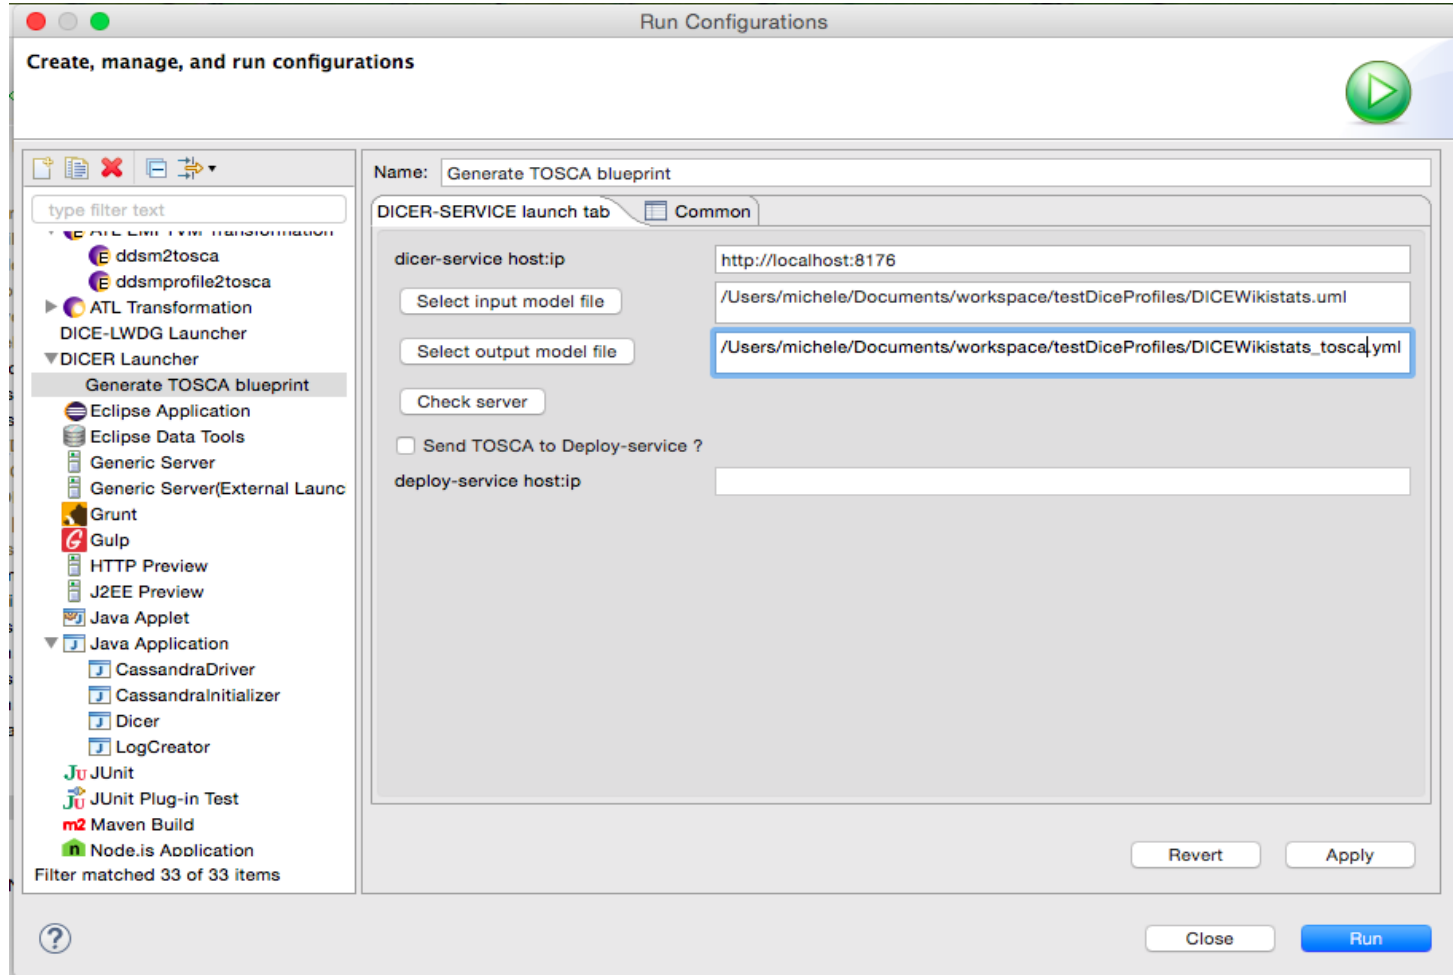 Run Configurations
Create, manage, and run configurations
type filter text
ATL EMFTVM Transformation
ddsm2tosca
ddsmprofile2tosca
ATL Transformation
DICE-LWDG Launcher
DICER Launcher
Generate TOSCA blueprint
Eclipse Application
Eclipse Data Tools
Generic Server
Generic Server(External Launc
Grunt
Gulp
HTTP Preview
J2EE Preview
Java Applet
Java Application
CassandraDriver
CassandraInitializer
Dicer
LogCreator
JUnit
JUnit Plug-in Test
m2 Maven Build
Node.js Application
Filter matched 33 of 33 items
Name: Generate TOSCA blueprint
DICER-SERVICE launch tab Common
dicer-service host:ip http://localhost:8176
Select input model file /Users/michele/Documents/workspace/testDiceProfiles/DICEWikistats.uml
Select output model file /Users/michele/Documents/workspace/testDiceProfiles/DICEWikistats_tosca.yml
Check server
Send TOSCA to Deploy-service ?
deploy-service host:ip
Revert Apply
Close Run